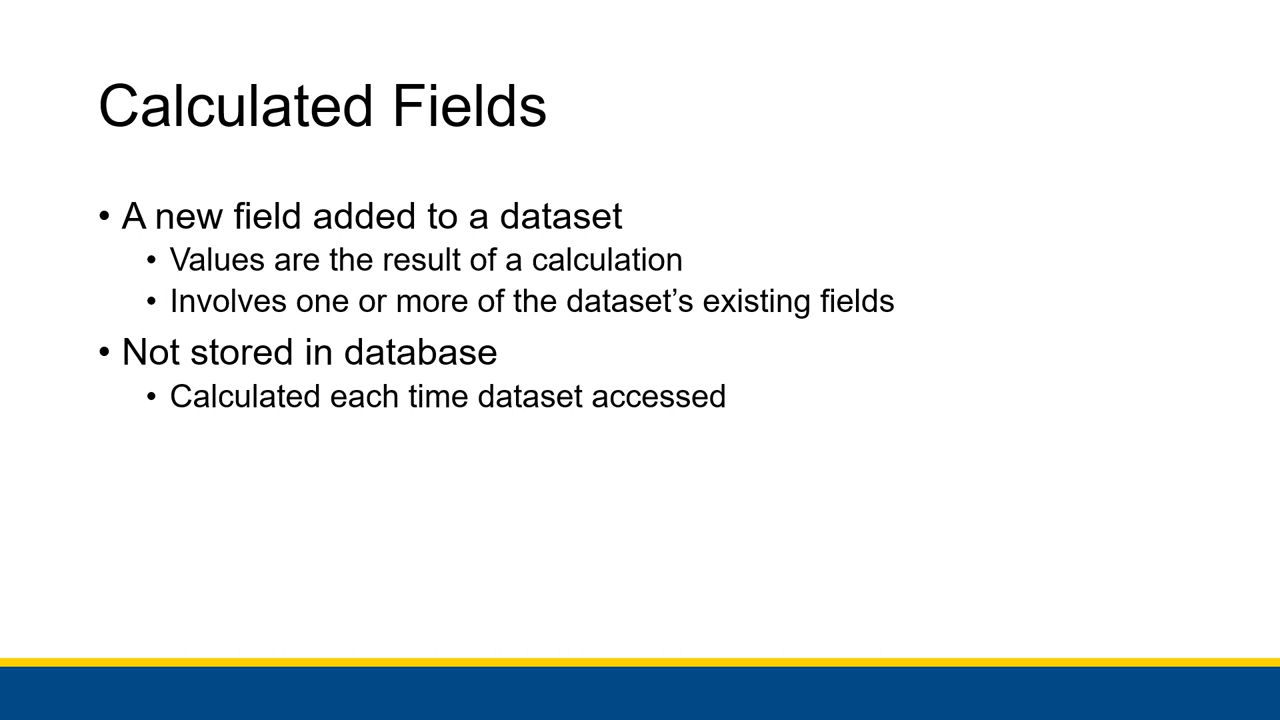 Calculated Fields
• A new field added to a dataset
• Values are the result of a calculation
• Involves one or more of the dataset’s existing fields
• Not stored in database
• Calculated each time dataset accessed